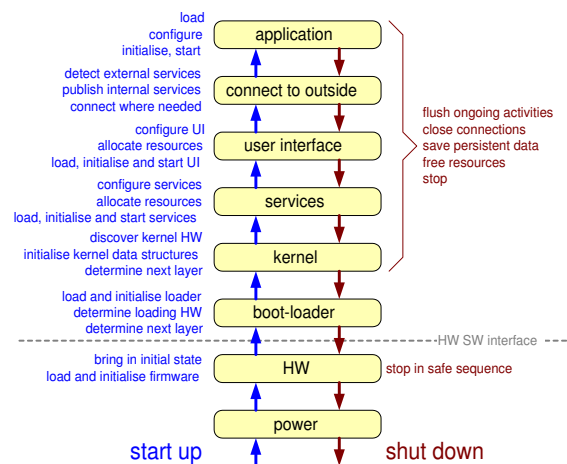 load
configure
initialise, start
application
detect external services
publish internal services
connect where needed
connect to outside
configure UI
allocate resources
load, initialise and start UI
user interface
configure services
allocate resources
load, initialise and start services
services
discover kernel HW
initialise kernel data structures
determine next layer
kernel
flush ongoing activities
close connections
save persistent data
free resources
stop
load and initialise loader
determine loading HW
determine next layer
boot-loader
HW SW interface
bring in initial state
load and initialise firmware
HW
stop in safe sequence
power
start up
shut down